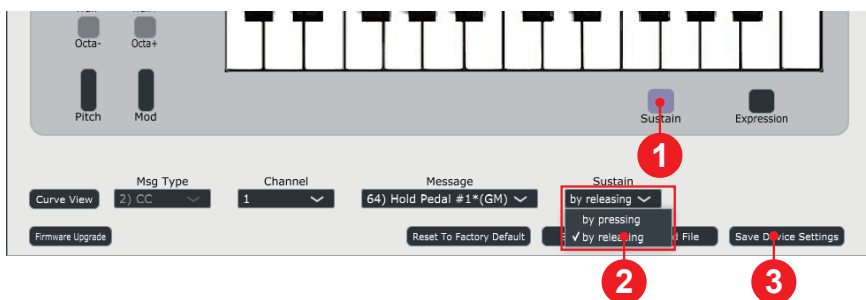 Octa-
Octa+
Pitch
Mod
Sustain
Expression
1
Msg Type
Channel
Message
Sustain
Curve View
2) CC
1
64) Hold Pedal #1*(GM)
by releasing
by pressing
✓ by releasing
Firmware Upgrade
Reset To Factory Default
File
Save Device Settings
2
3